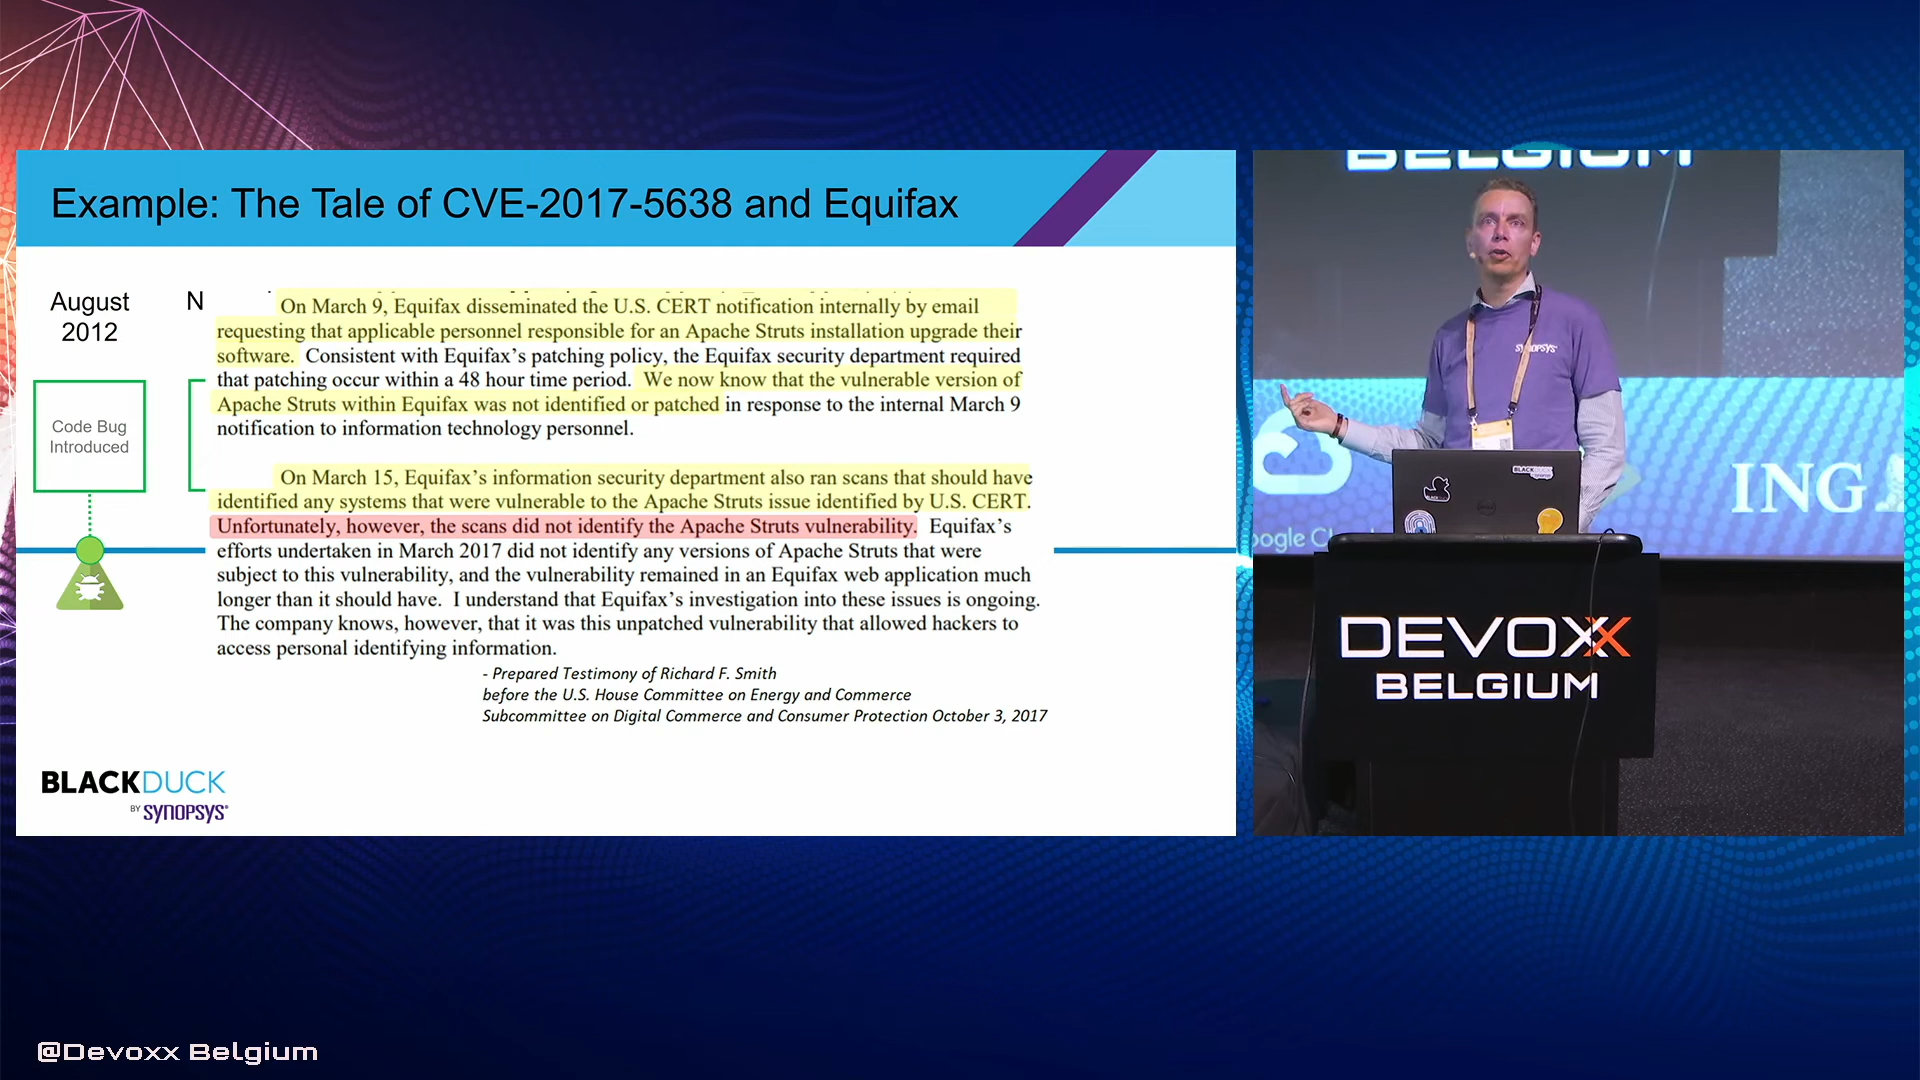 Example: The Tale of CVE-2017-5638 and Equifax
August
2012
N
Code Bug
Introduced
On March 9, Equifax disseminated the U.S. CERT notification internally by email
requesting that applicable personnel responsible for an Apache Struts installation upgrade their
software. Consistent with Equifax's patching policy, the Equifax security department required
that patching occur within a 48 hour time period. We now know that the vulnerable version of
Apache Struts within Equifax was not identified or patched in response to the internal March 9
notification to information technology personnel.
On March 15, Equifax's information security department also ran scans that should have
identified any systems that were vulnerable to the Apache Struts issue identified by U.S. CERT.
Unfortunately, however, the scans did not identify the Apache Struts vulnerability. Equifax's
efforts undertaken in March 2017 did not identify any versions of Apache Struts that were
subject to this vulnerability, and the vulnerability remained in an Equifax web application much
longer than it should have. I understand that Equifax's investigation into these issues is ongoing.
The company knows, however, that it was this unpatched vulnerability that allowed hackers to
access personal identifying information.
- Prepared Testimony of Richard F. Smith
before the U.S. House Committee on Energy and Commerce
Subcommittee on Digital Commerce and Consumer Protection October 3, 2017
BLACKDUCK
BY SYNOPSYS®
BELGIUM
SYNOPSYS®
BLACKDUCK
ING
oogle Cl
DEVOXX
BELGIUM
@Devoxx Belgium